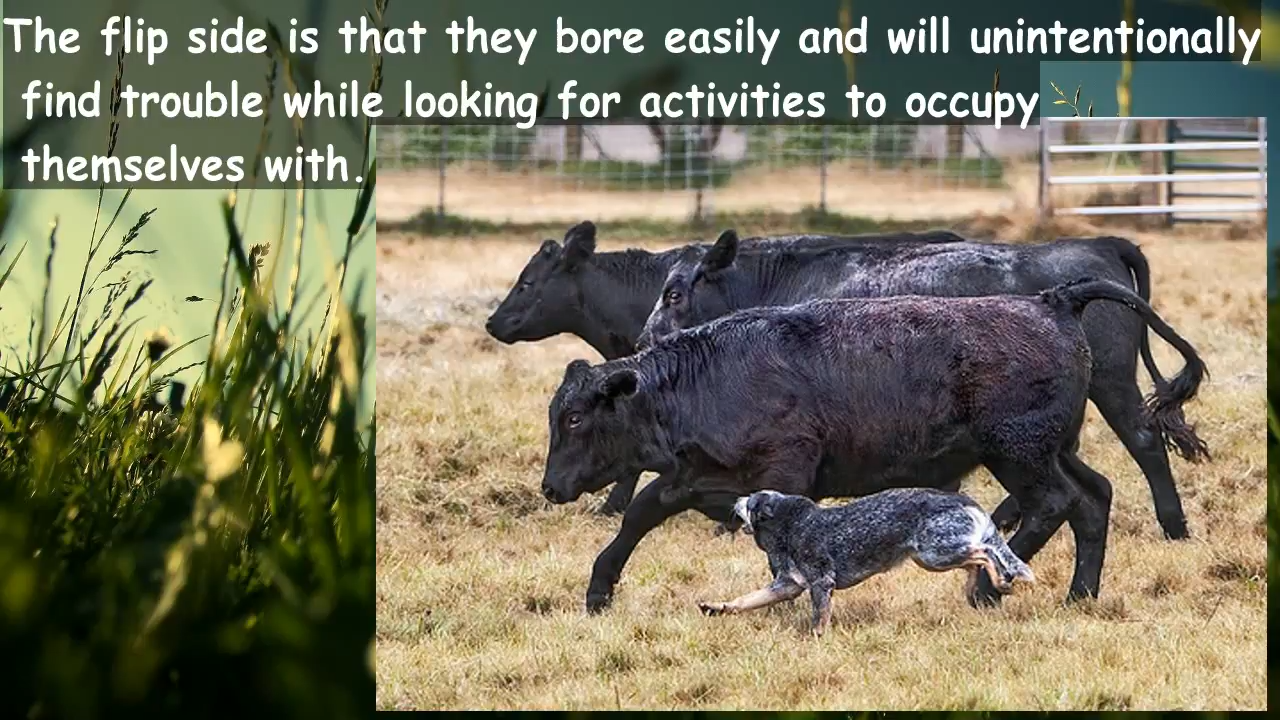 The flip side is that they bore easily and will unintentionally
find trouble while looking for activities to occupy
themselves with.